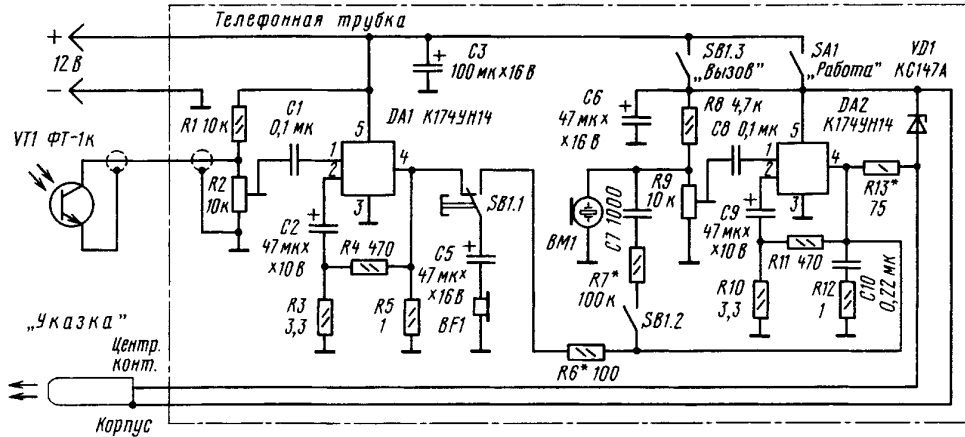 Телефонная трубка
+
12 В
−
VT1 ФТ-1к
R1 10к
R2
10к
C1
0,1 мк
C3
100 мк×16 В
DA1 К174УН14
5
1
2
4
3
C2
47 мк×
×10 В
R4 470
R3
3,3
R5
1
C5
47 мк×
×16 В
BF1
SB1.1
C6
47 мк×
×16 В
SB1.3
„Вызов"
SA1
„Работа"
VD1
КС147А
R8 4,7к
C8 0,1 мк
DA2
К174УН14
5
1
2
4
3
BM1
C7 1000
R9
10к
R7*
100к
SB1.2
R6* 100
C9
47 мк×
×10 В
R11 470
R10
3,3
R12
1
C10
0,22 мк
R13*
75
„Указка"
Центр.
конт.
Корпус